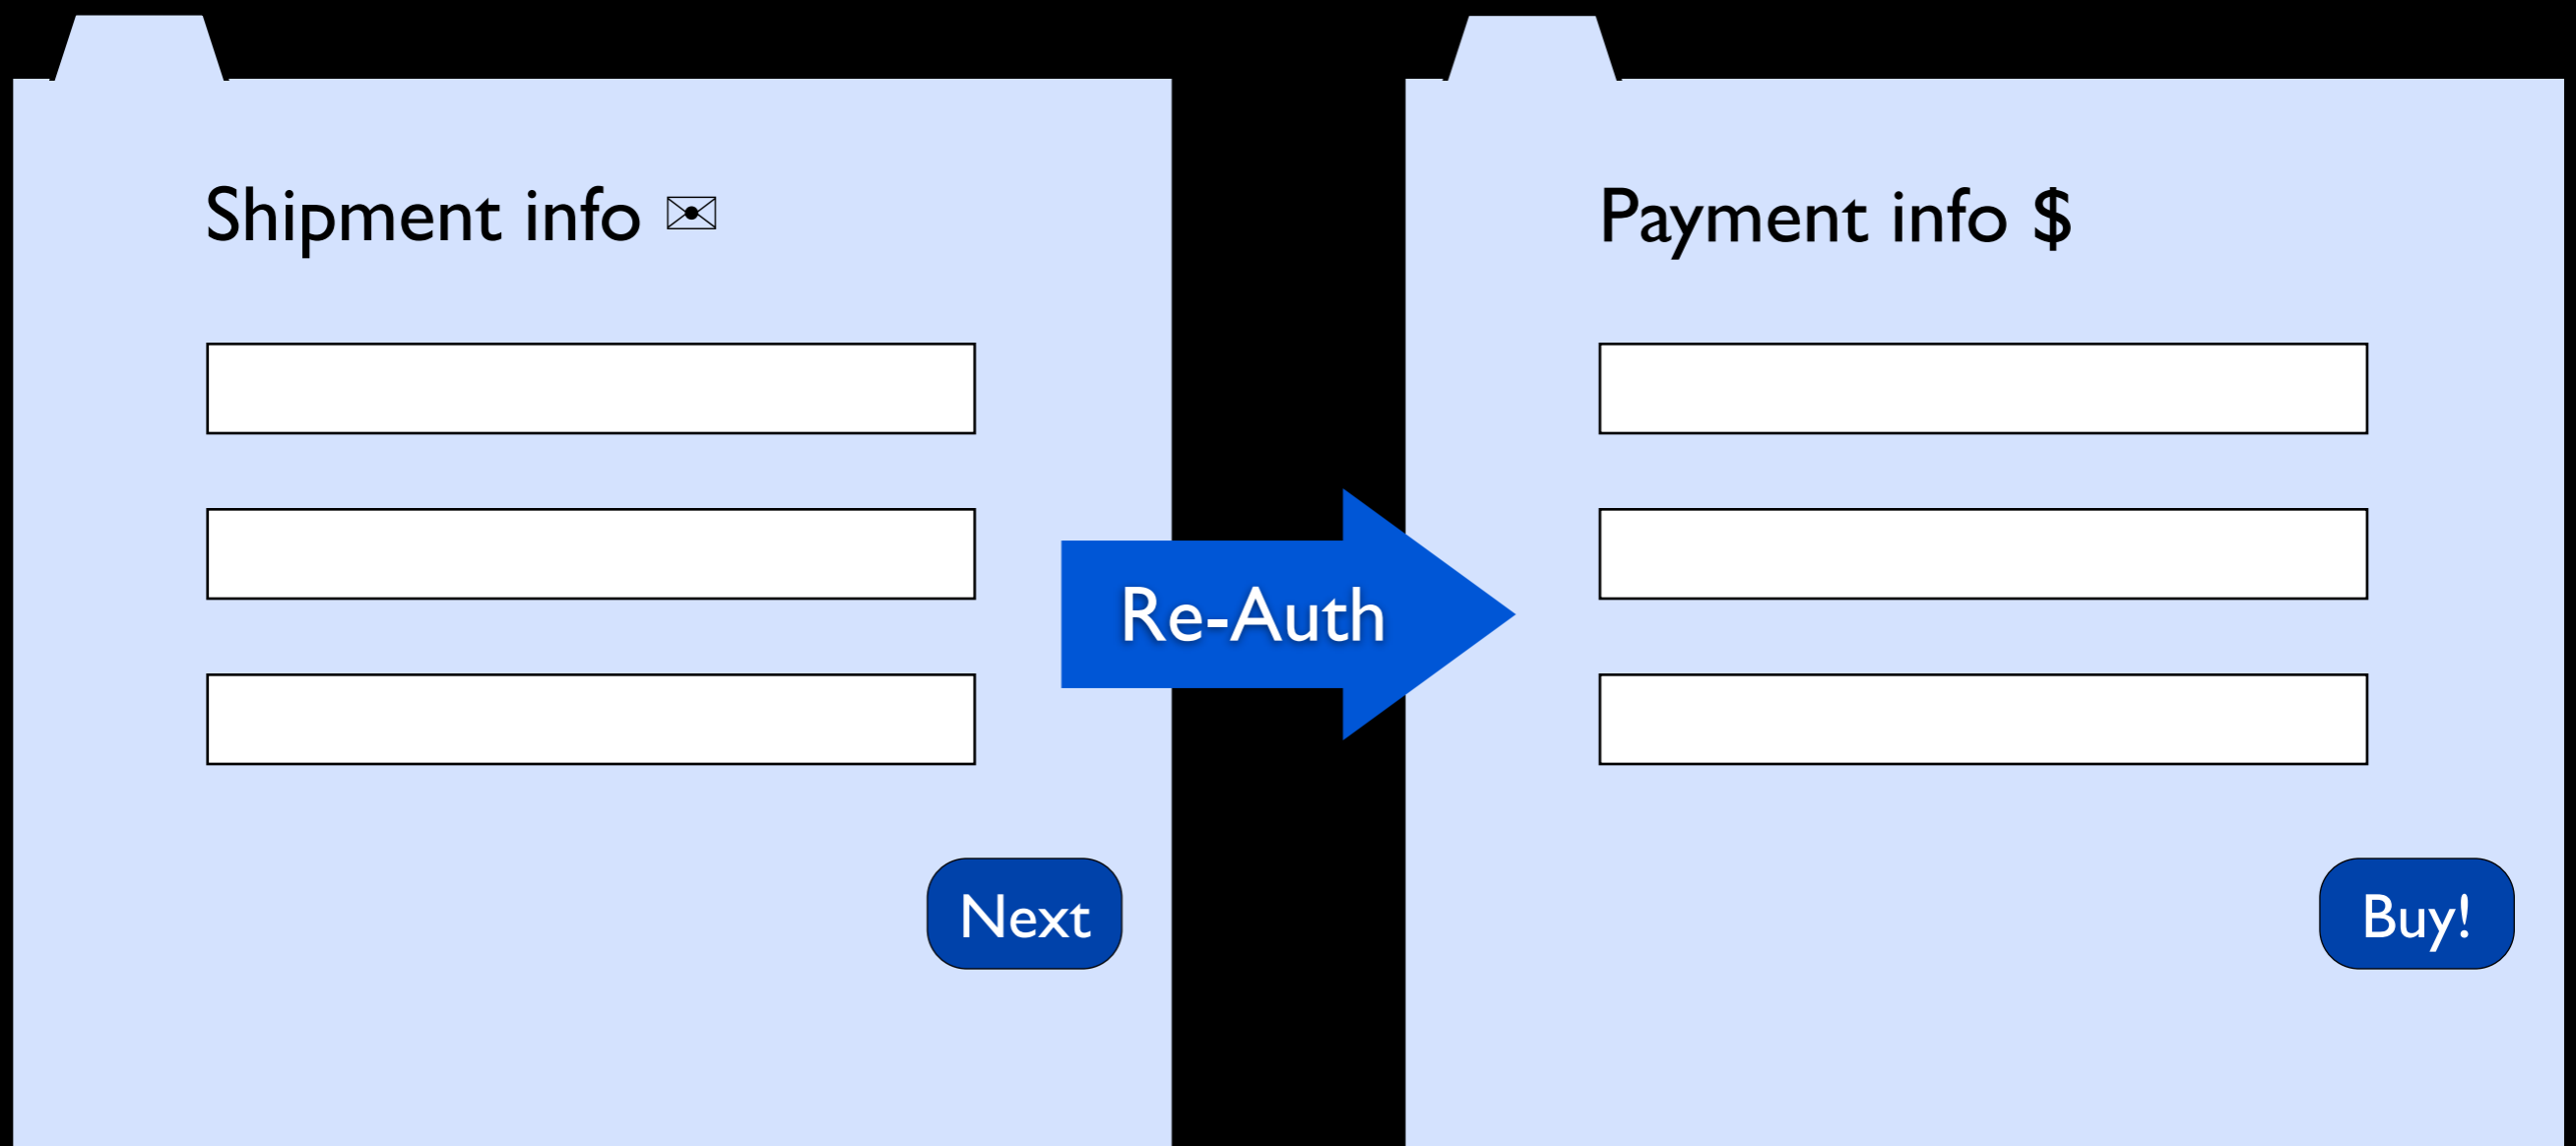 Shipment info ✉
Re-Auth
Next
Payment info $
Buy!